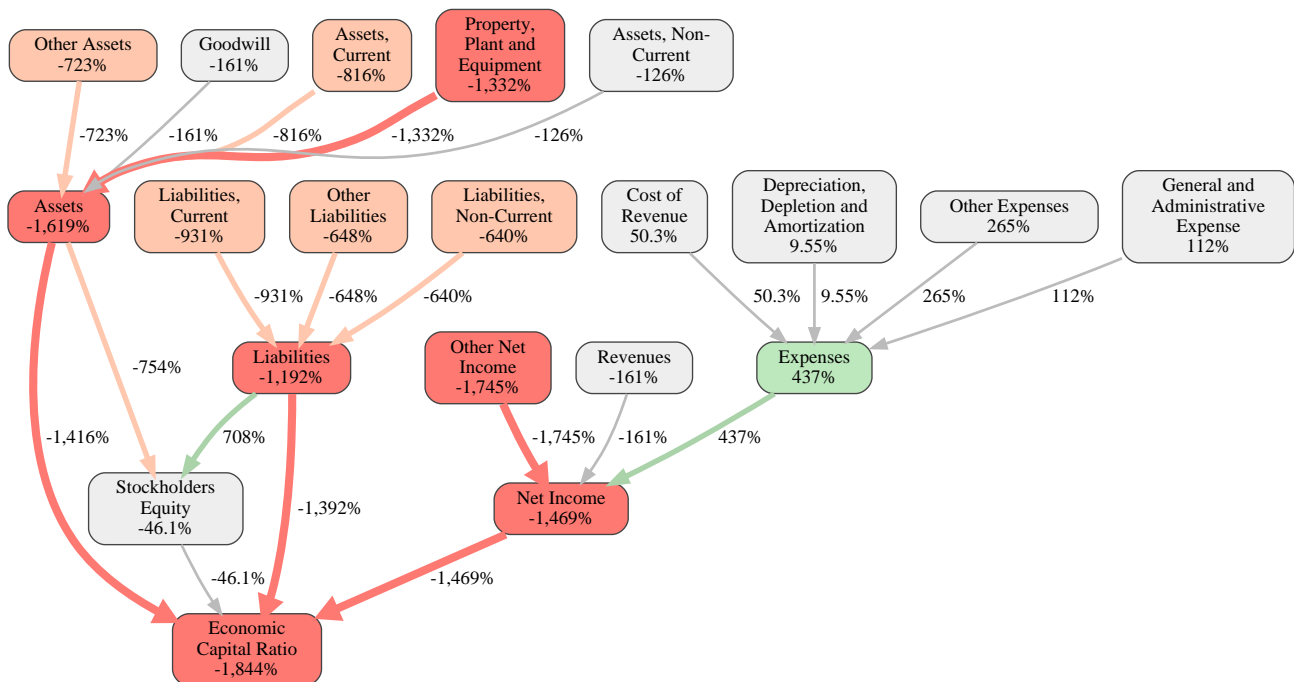 Other Assets
-723%
Goodwill
-161%
Assets,
Current
-816%
Property,
Plant and
Equipment
-1,332%
Assets, Non-
Current
-126%
-723%
-161%
-816%
-1,332%
-126%
Assets
-1,619%
Liabilities,
Current
-931%
Other
Liabilities
-648%
Liabilities,
Non-Current
-640%
Cost of
Revenue
50.3%
Depreciation,
Depletion and
Amortization
9.55%
Other Expenses
265%
General and
Administrative
Expense
112%
-931%
-648%
-640%
50.3%
9.55%
265%
112%
-754%
Liabilities
-1,192%
Other Net
Income
-1,745%
Revenues
-161%
Expenses
437%
-1,416%
708%
-1,745%
-161%
437%
Stockholders
Equity
-46.1%
-1,392%
Net Income
-1,469%
-46.1%
-1,469%
Economic
Capital Ratio
-1,844%